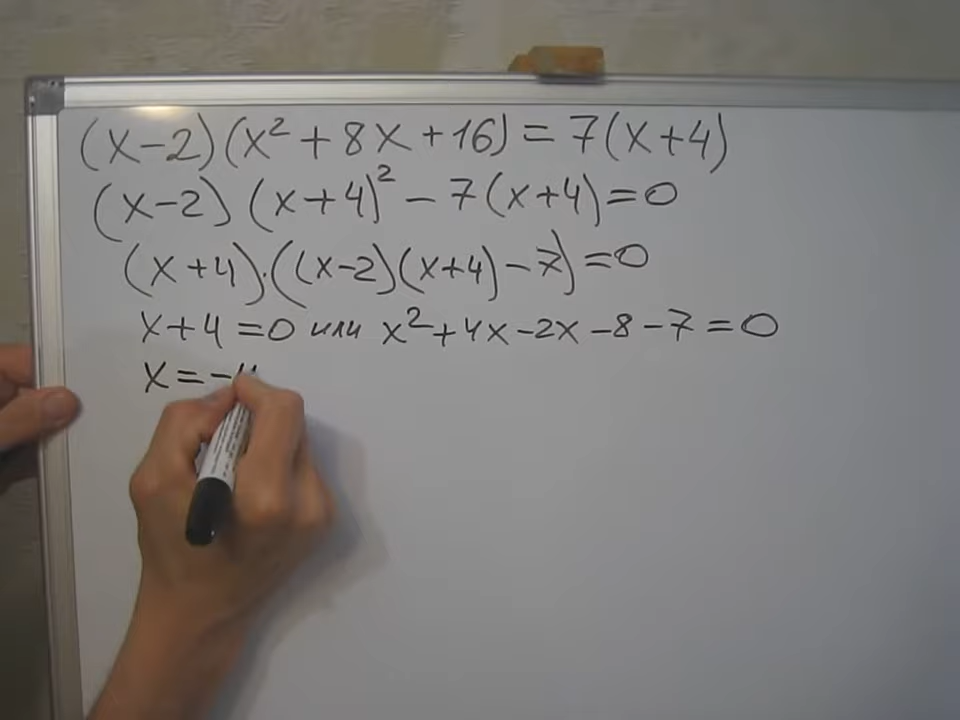 (x-2)(x²+8x+16)=7(x+4)
(x-2)(x+4)²-7(x+4)=0
(x+4)·((x-2)(x+4)-7)=0
x+4=0 или x²+4x-2x-8-7=0
x=-4